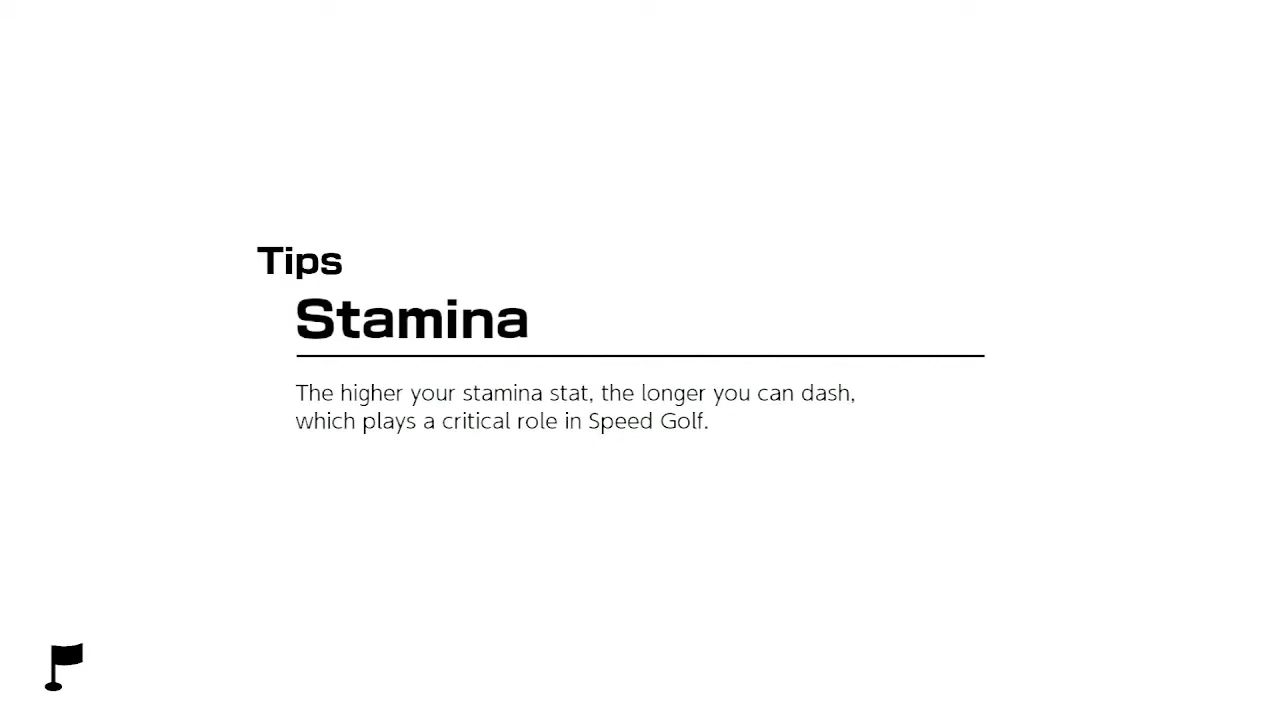 Tips
Stamina
The higher your stamina stat, the longer you can dash,
which plays a critical role in Speed Golf.